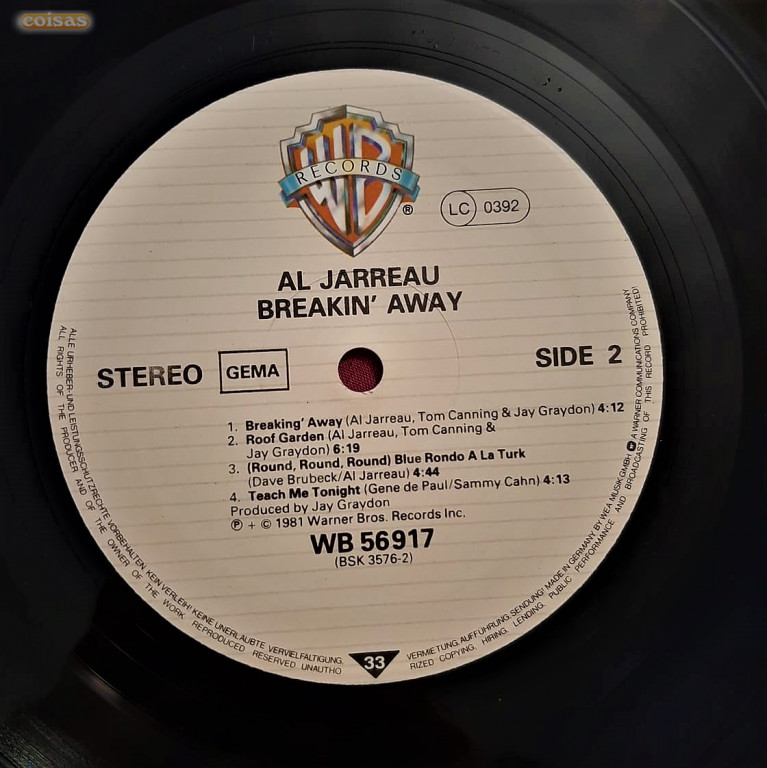 coisas
WB
RECORDS
®
LC 0392
AL JARREAU
BREAKIN' AWAY
STEREO
GEMA
SIDE 2
1. Breaking' Away (Al Jarreau, Tom Canning & Jay Graydon) 4:12
2. Roof Garden (Al Jarreau, Tom Canning &
Jay Graydon) 6:19
3. (Round, Round, Round) Blue Rondo A La Turk
(Dave Brubeck/Al Jarreau) 4:44
4. Teach Me Tonight (Gene de Paul/Sammy Cahn) 4:13
Produced by Jay Graydon
℗ + © 1981 Warner Bros. Records Inc.
WB 56917
(BSK 3576-2)
33
ALLE URHEBER-UND LEISTUNGSSCHUTZRECHTE VORBEHALTEN. KEIN VERLEIH! KEINE UNERLAUBTE VERVIELFÄLTIGUNG, VERMIETUNG, AUFFÜHRUNG, SENDUNG! MADE IN GERMANY BY WEA MUSIK GMBH A WARNER COMMUNICATIONS COMPANY
ALL RIGHTS OF THE PRODUCER AND OF THE OWNER OF THE WORK REPRODUCED RESERVED UNAUTHO RIZED COPYING, HIRING, LENDING, PUBLIC PERFORMANCE AND BROADCASTING OF THIS RECORD PROHIBITED!